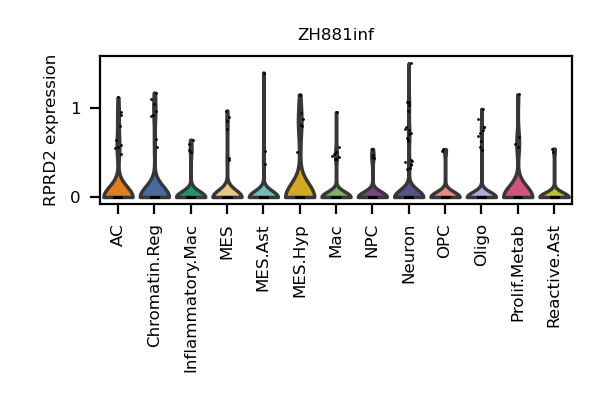 ZH881inf
RPRD2 expression
1
0
AC
Chromatin.Reg
Inflammatory.Mac
MES
MES.Ast
MES.Hyp
Mac
NPC
Neuron
OPC
Oligo
Prolif.Metab
Reactive.Ast